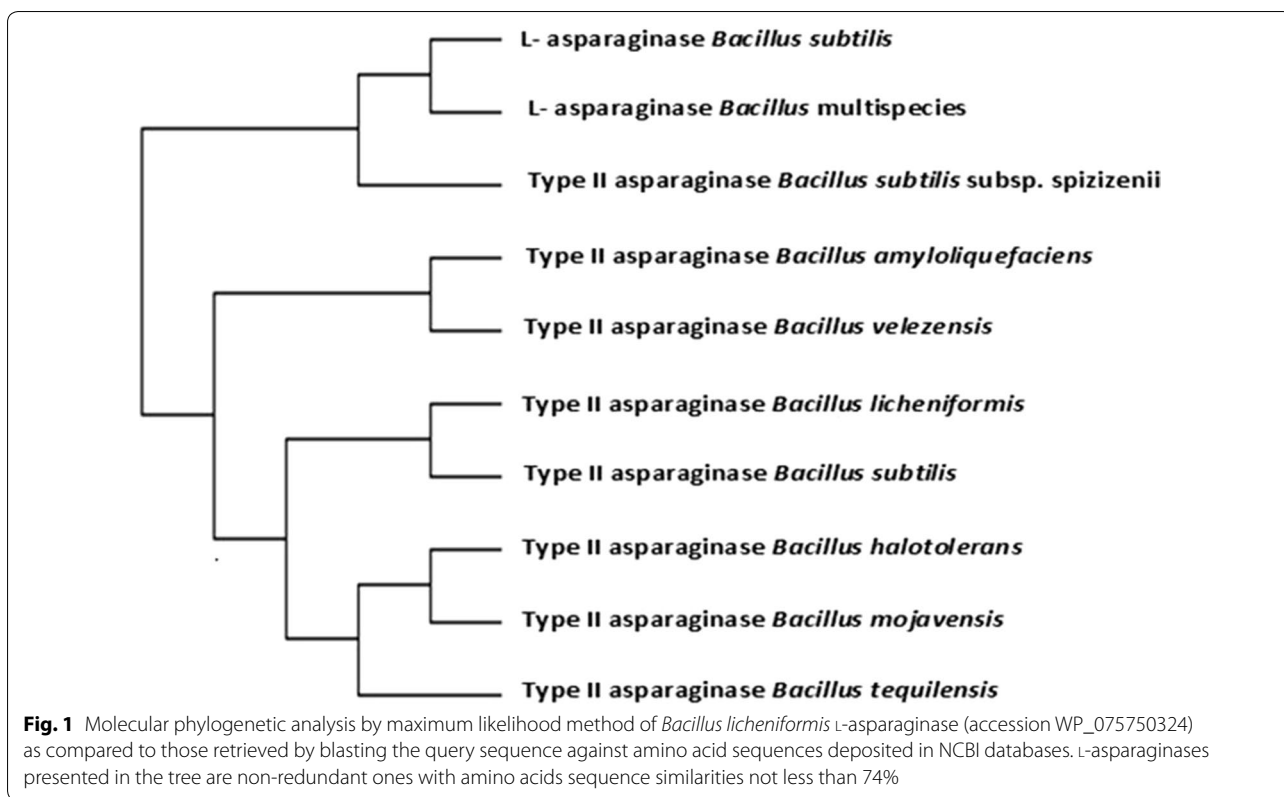 L- asparaginase Bacillus subtilis
L- asparaginase Bacillus multispecies
Type II asparaginase Bacillus subtilis subsp. spizizenii
Type II asparaginase Bacillus amyloliquefaciens
Type II asparaginase Bacillus velezensis
Type II asparaginase Bacillus licheniformis
Type II asparaginase Bacillus subtilis
Type II asparaginase Bacillus halotolerans
Type II asparaginase Bacillus mojavensis
Type II asparaginase Bacillus tequilensis
Fig. 1 Molecular phylogenetic analysis by maximum likelihood method of Bacillus licheniformis L-asparaginase (accession WP_075750324)
as compared to those retrieved by blasting the query sequence against amino acid sequences deposited in NCBI databases. L-asparaginases
presented in the tree are non-redundant ones with amino acids sequence similarities not less than 74%